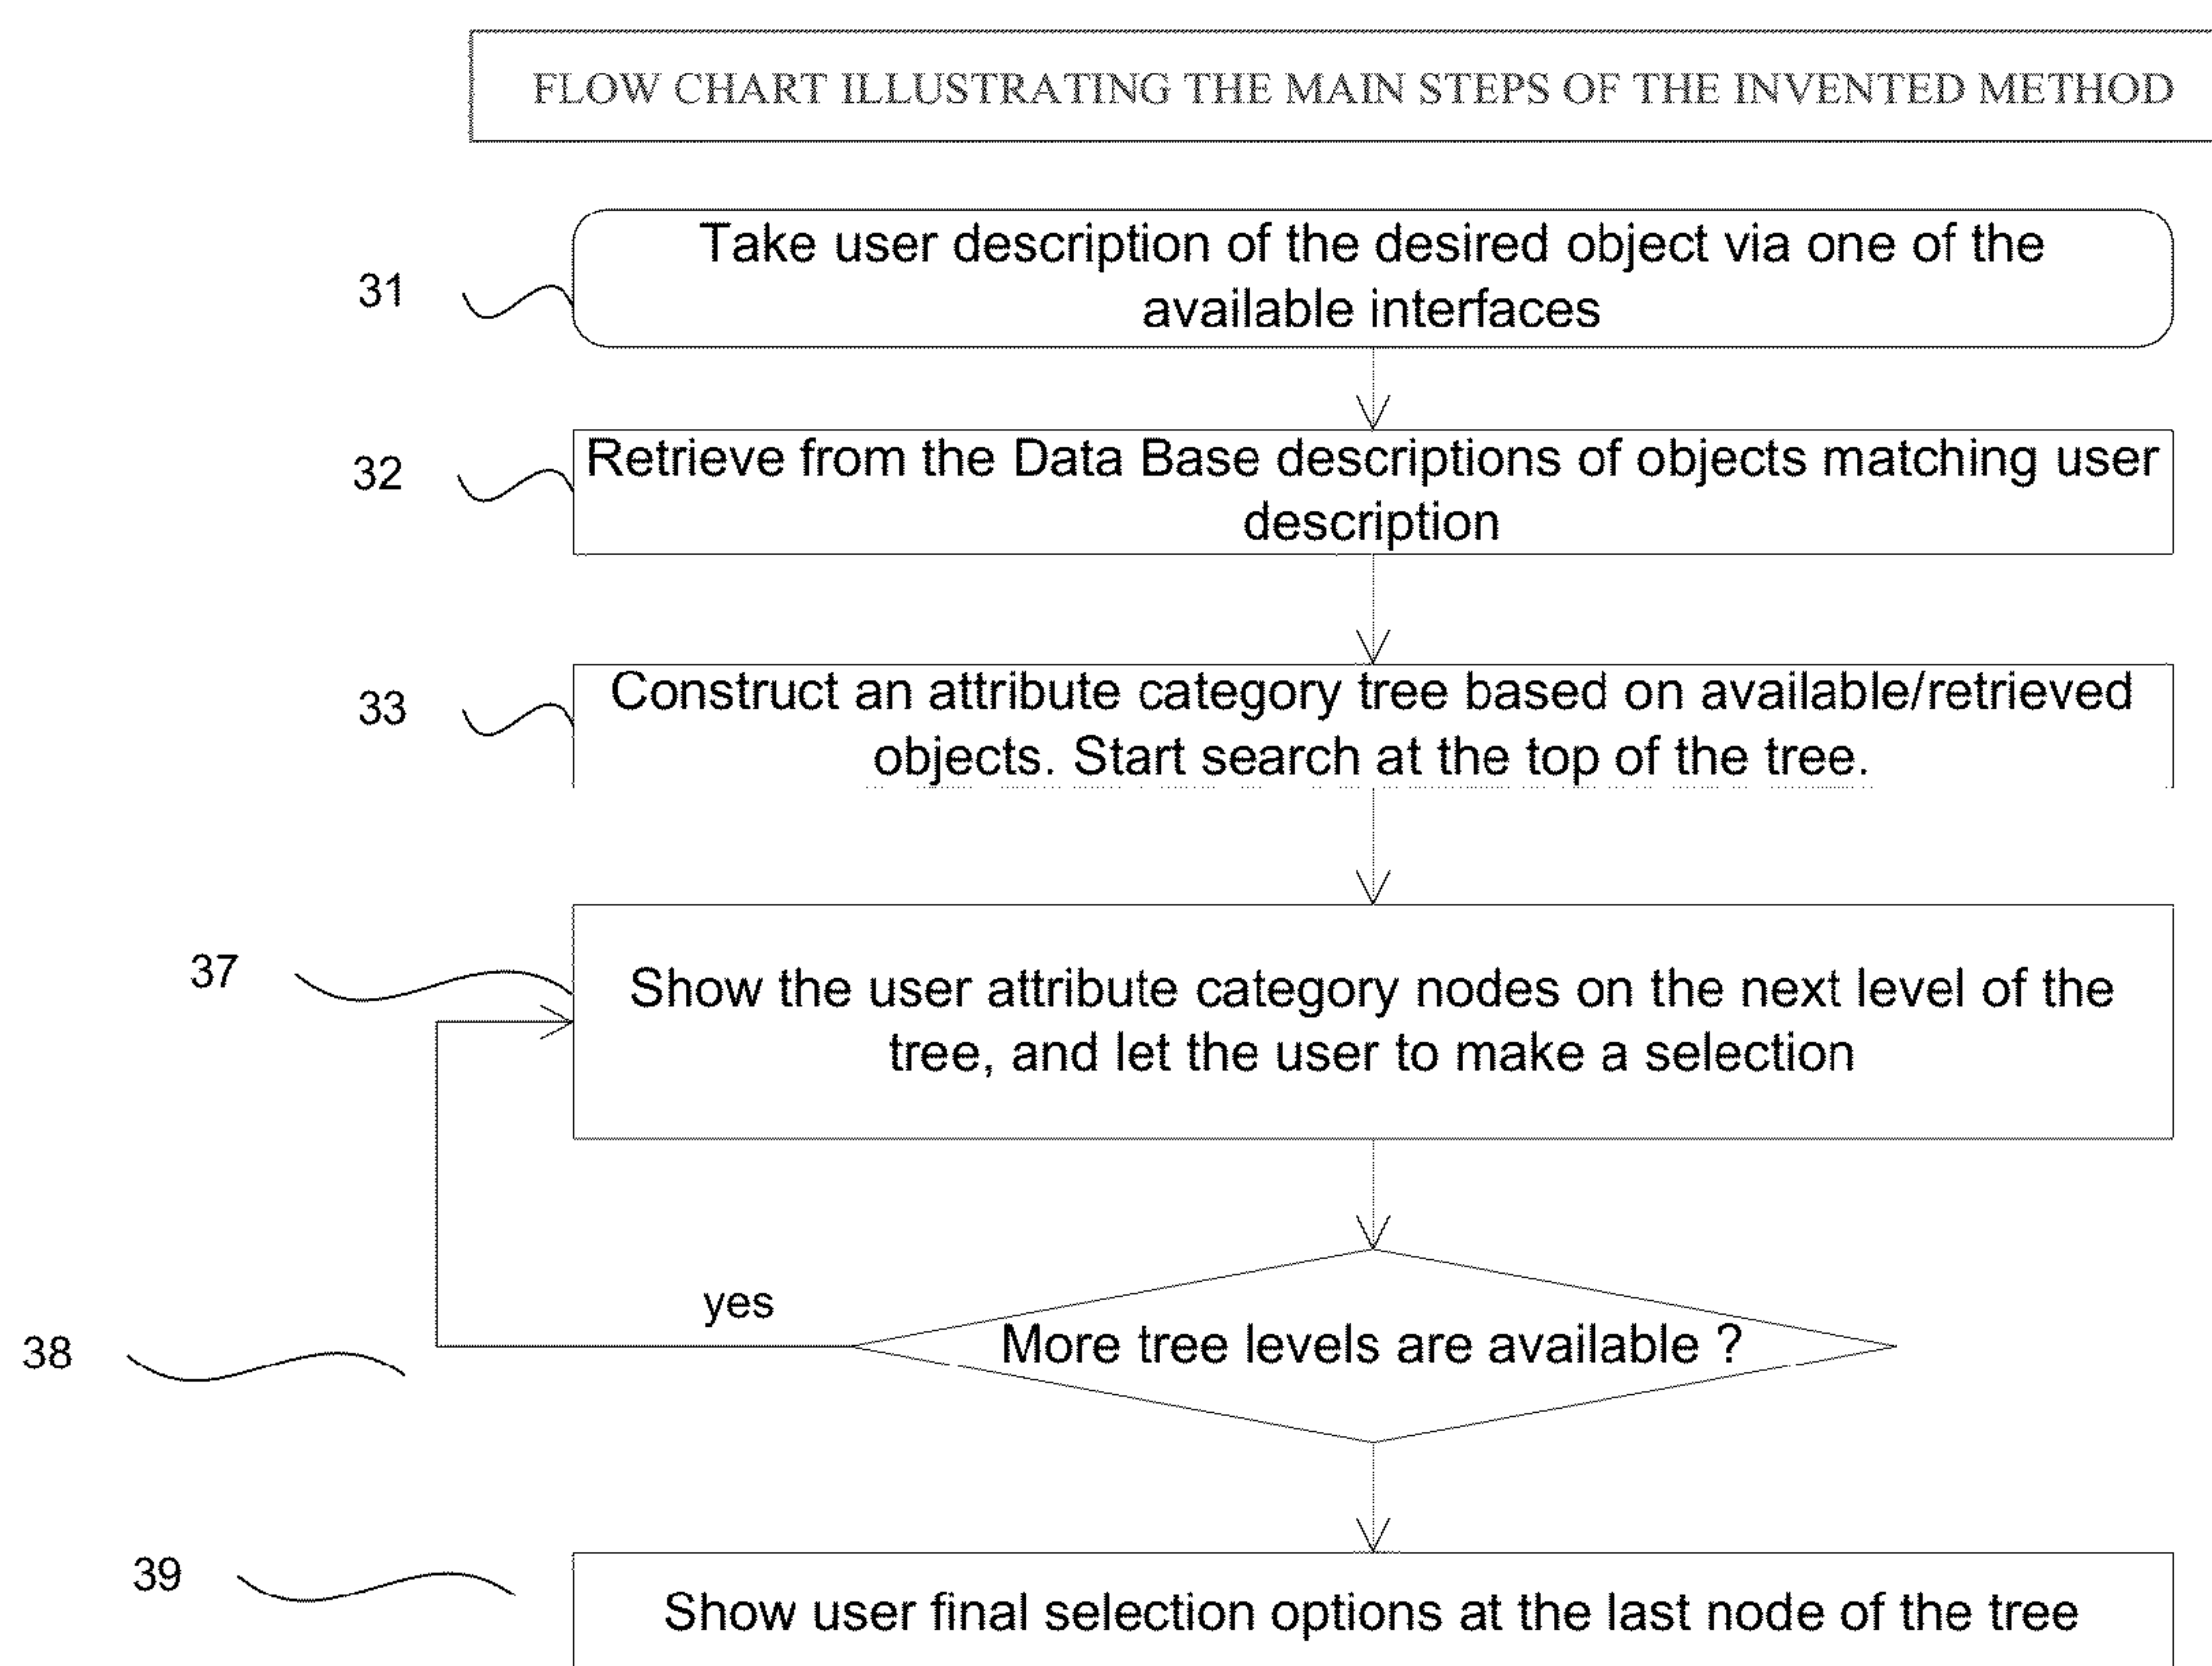 FLOW CHART ILLUSTRATING THE MAIN STEPS OF THE INVENTED METHOD
31
Take user description of the desired object via one of the
available interfaces
32
Retrieve from the Data Base descriptions of objects matching user
description
33
Construct an attribute category tree based on available/retrieved
objects. Start search at the top of the tree.
37
Show the user attribute category nodes on the next level of the
tree, and let the user to make a selection
yes
38
More tree levels are available ?
39
Show user final selection options at the last node of the tree